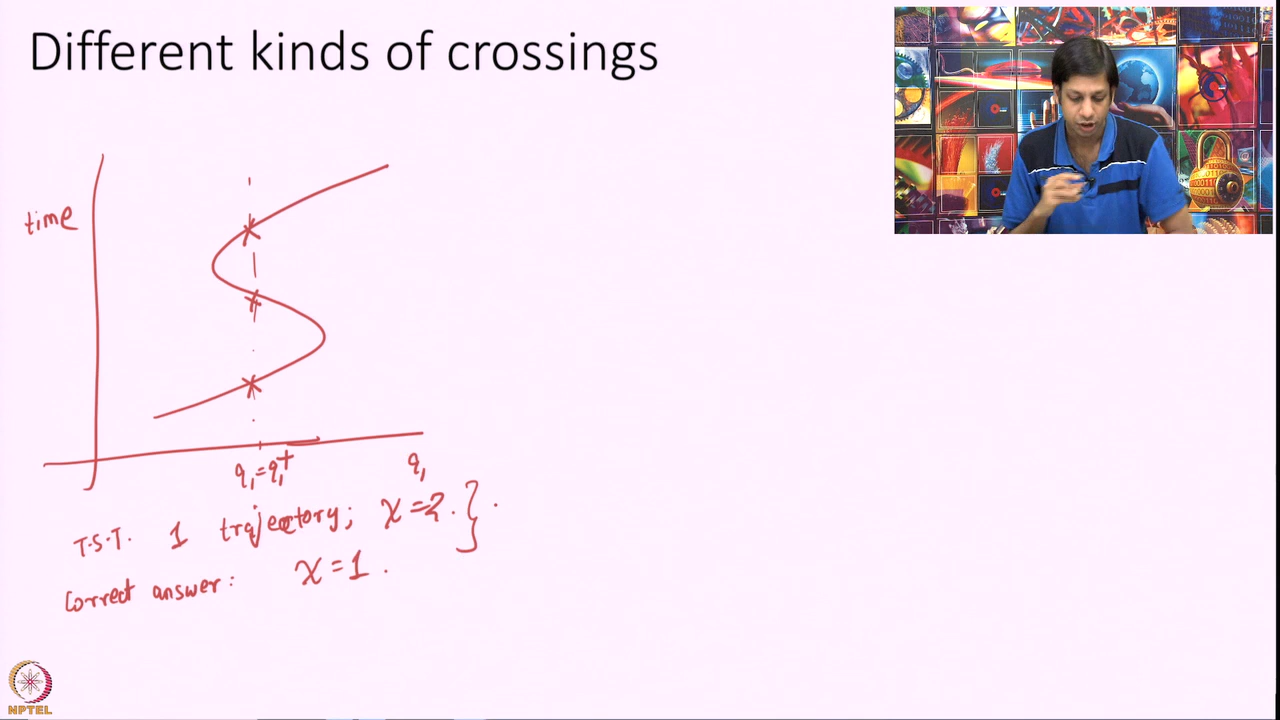 Different kinds of crossings
time
q₁=q₁‡ q₁
T.S.T. 1 trajectory; χ=2.
Correct answer: χ=1.
NPTEL